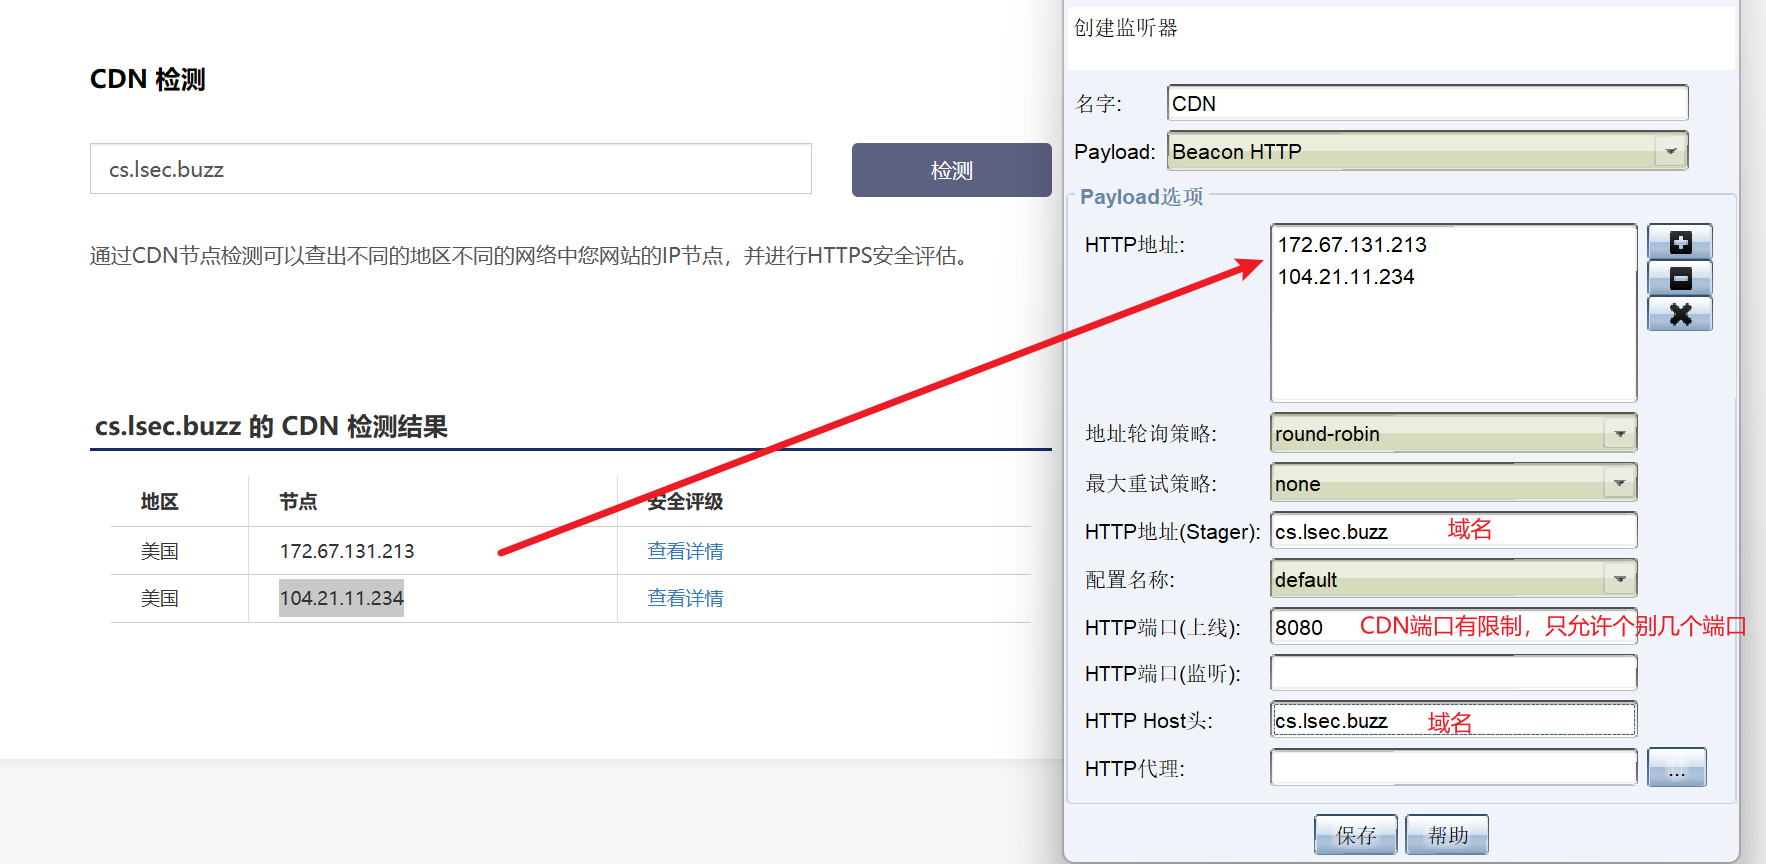 CDN 检测
cs.lsec.buzz
检测
通过CDN节点检测可以查出不同的地区不同的网络中您网站的IP节点，并进行HTTPS安全评估。
cs.lsec.buzz 的 CDN 检测结果
地区 节点 安全评级
美国 172.67.131.213 查看详情
美国 104.21.11.234 查看详情
创建监听器
名字: CDN
Payload: Beacon HTTP
Payload选项
HTTP地址: 172.67.131.213
104.21.11.234
地址轮询策略: round-robin
最大重试策略: none
HTTP地址(Stager): cs.lsec.buzz 域名
配置名称: default
HTTP端口(上线): 8080 CDN端口有限制，只允许个别几个端口
HTTP端口(监听):
HTTP Host头: cs.lsec.buzz 域名
HTTP代理: ...
保存 帮助